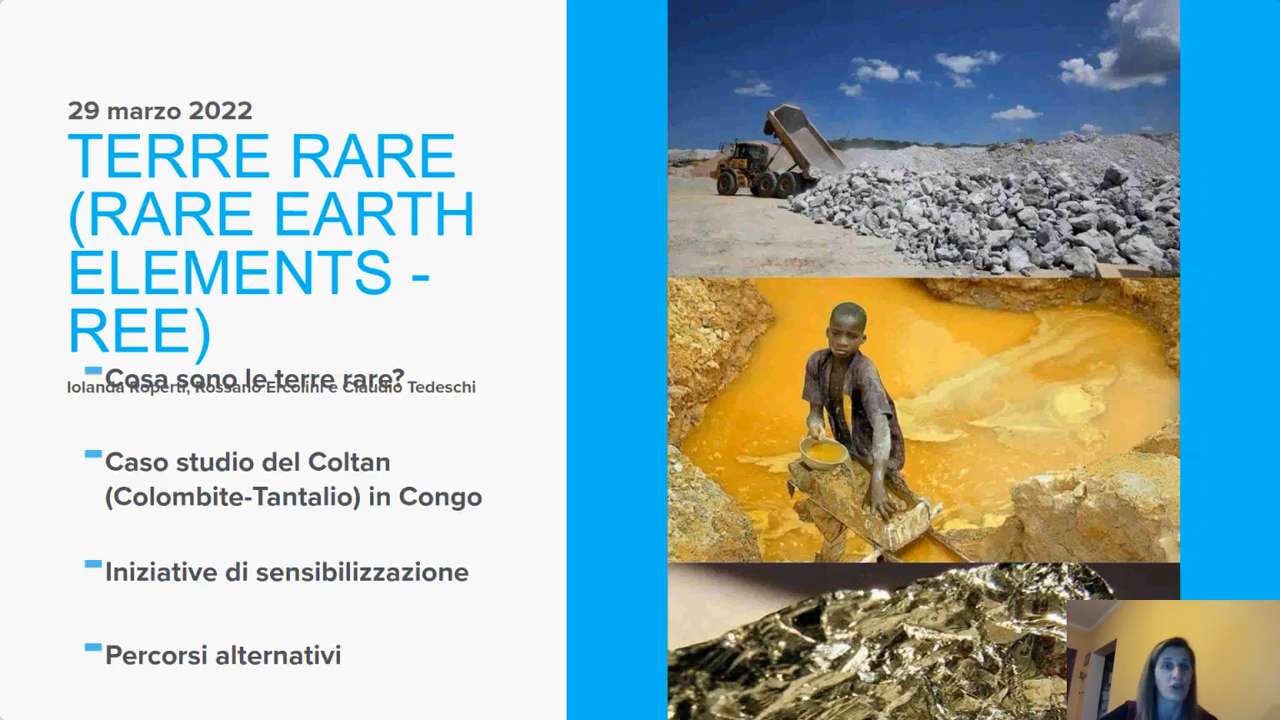 29 marzo 2022
TERRE RARE
(RARE EARTH
ELEMENTS -
REE)
Cosa sono le terre rare?
Iolanda Roperti, Rossano Ercolini e Claudio Tedeschi
Caso studio del Coltan
(Colombite-Tantalio) in Congo
Iniziative di sensibilizzazione
Percorsi alternativi